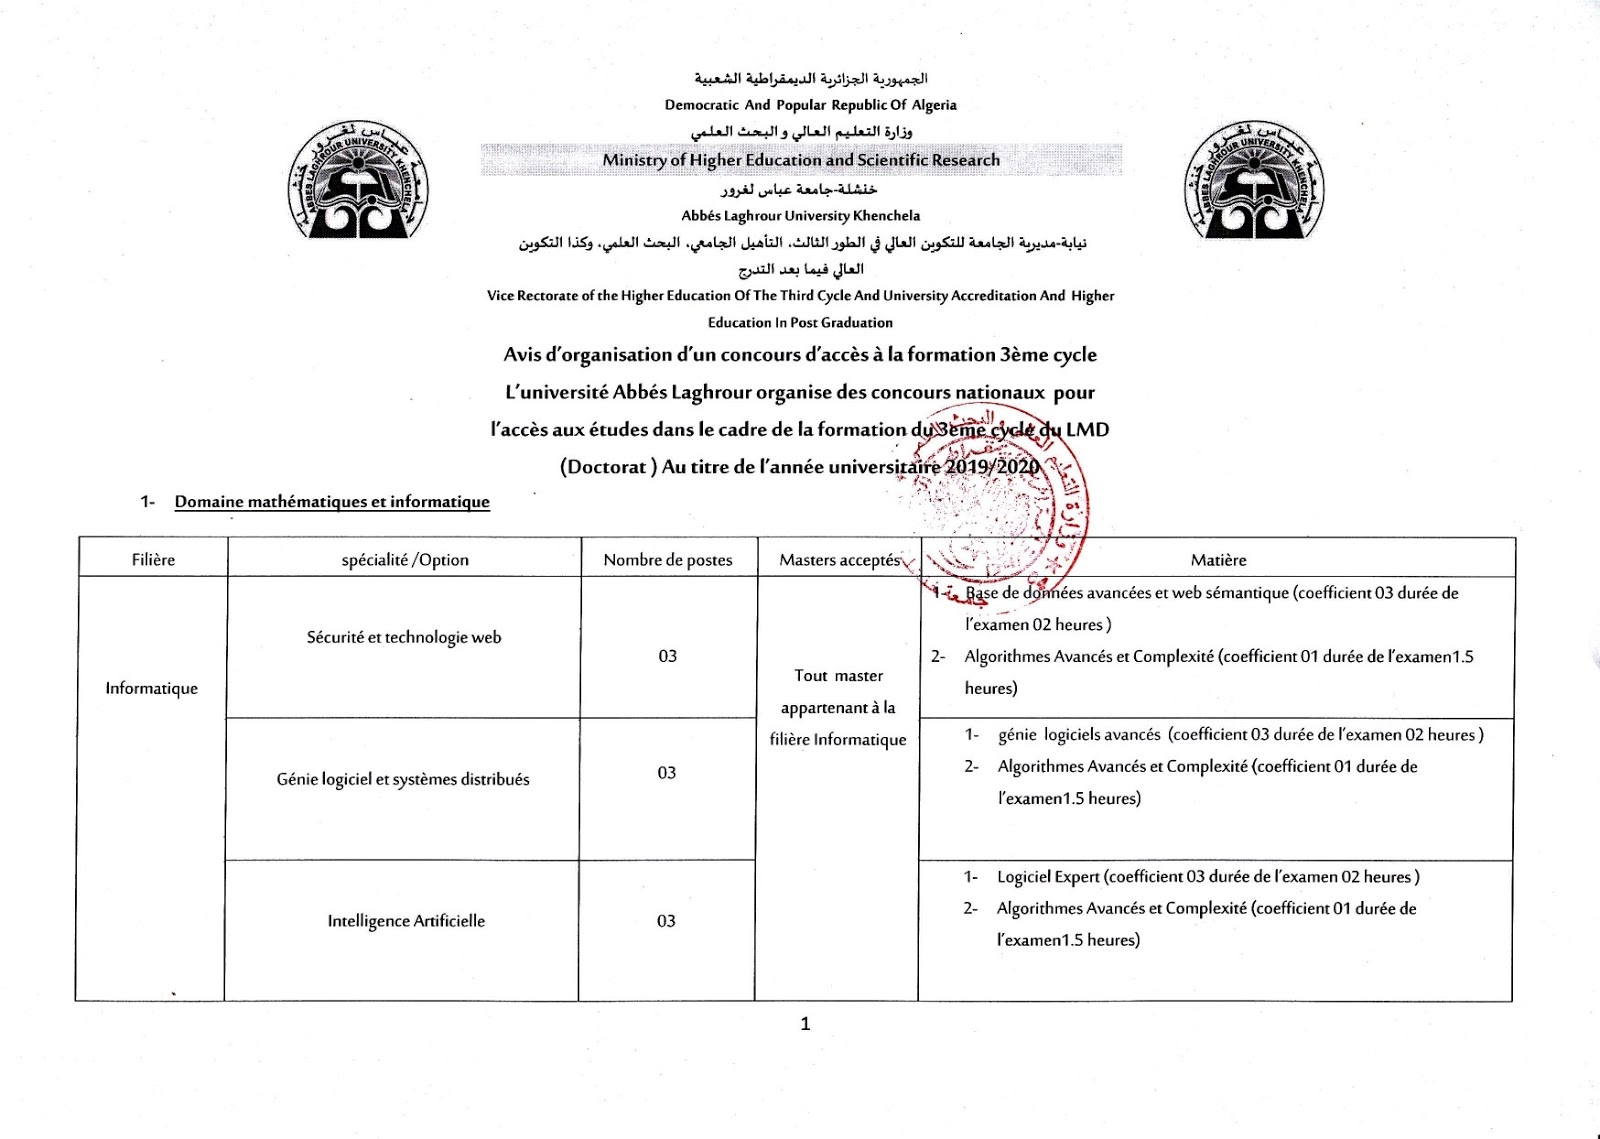 الجمهورية الجزائرية الديمقراطية الشعبية
Democratic And Popular Republic Of Algeria
وزارة التعليم العالي و البحث العلمي
Ministry of Higher Education and Scientific Research
خنشلة-جامعة عباس لغرور
Abbés Laghrour University Khenchela
نيابة-مديرية الجامعة للتكوين العالي في الطور الثالث، التأهيل الجامعي، البحث العلمي، وكذا التكوين
العالي فيما بعد التدرج
Vice Rectorate of the Higher Education Of The Third Cycle And University Accreditation And Higher
Education In Post Graduation
ABBES LAGHROUR UNIVERSITY KHENCHELA
ABBES LAGHROUR UNIVERSITY KHENCHELA
Avis d'organisation d'un concours d'accès à la formation 3ème cycle
L'université Abbés Laghrour organise des concours nationaux pour
l'accès aux études dans le cadre de la formation du 3ème cycle du LMD
(Doctorat ) Au titre de l'année universitaire 2019/2020
1- Domaine mathématiques et informatique
Filière
spécialité /Option
Nombre de postes
Masters acceptés
Matière
Informatique
Sécurité et technologie web
03
Tout master
appartenant à la
filière Informatique
1- Base de données avancées et web sémantique (coefficient 03 durée de
l'examen 02 heures )
2- Algorithmes Avancés et Complexité (coefficient 01 durée de l'examen1.5
heures)
Génie logiciel et systèmes distribués
03
1- génie logiciels avancés (coefficient 03 durée de l'examen 02 heures )
2- Algorithmes Avancés et Complexité (coefficient 01 durée de
l'examen1.5 heures)
Intelligence Artificielle
03
1- Logiciel Expert (coefficient 03 durée de l'examen 02 heures )
2- Algorithmes Avancés et Complexité (coefficient 01 durée de
l'examen1.5 heures)
1